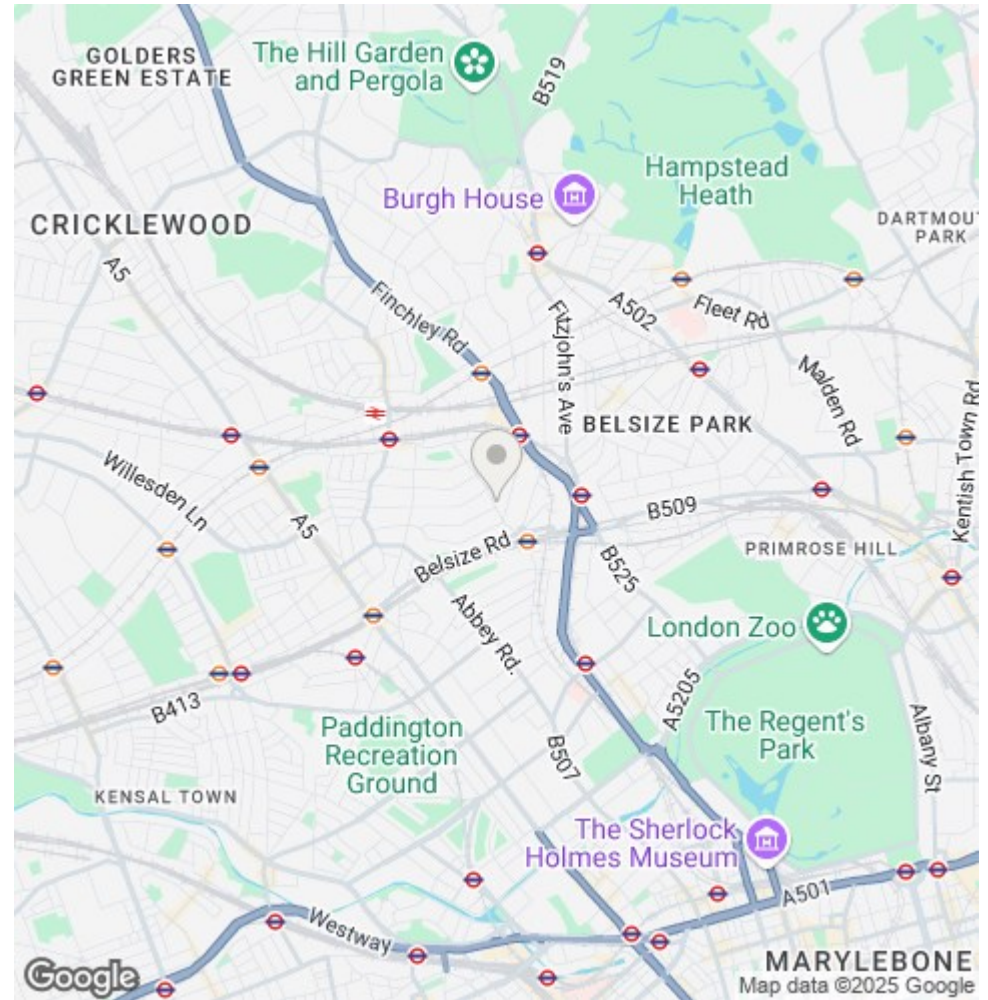 GOLDERS
GREEN ESTATE
The Hill Garden
and Pergola
B519
Hampstead
Heath
Burgh House
DARTMOU
PARK
CRICKLEWOOD
A5
Finchley Rd
Fitzjohn's Ave
A502
Fleet Rd
Malden Rd
Kentish Town Rd
BELSIZE PARK
Willesden Ln
A5
B509
Belsize Rd
B525
PRIMROSE HILL
Abbey Rd.
London Zoo
A5205
B413
The Regent's
Park
Albany St
Paddington
Recreation
Ground
B507
KENSAL TOWN
The Sherlock
Holmes Museum
A501
Westway
MARYLEBONE
Google
Map data ©2025 Google